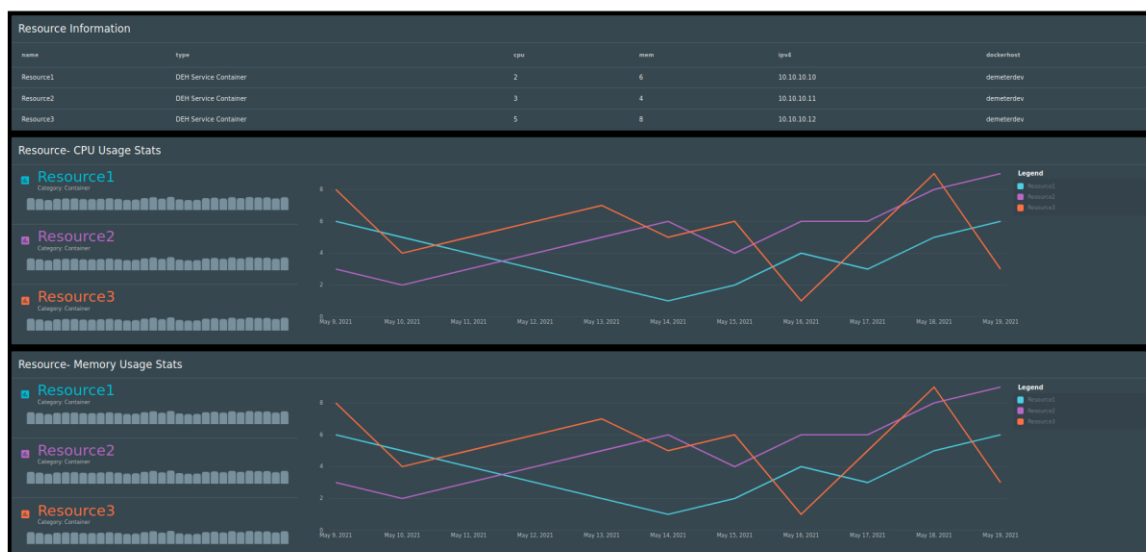 Resource Information
name type cpu mem ipv4 dockerhost
Resource1 DEH Service Container 2 6 10.10.10.10 demeterdev
Resource2 DEH Service Container 3 4 10.10.10.11 demeterdev
Resource3 DEH Service Container 5 8 10.10.10.12 demeterdev
Resource- CPU Usage Stats
Resource1
Category: Container
Resource2
Category: Container
Resource3
Category: Container
8
6
4
2
0
May 9, 2021 May 10, 2021 May 11, 2021 May 12, 2021 May 13, 2021 May 14, 2021 May 15, 2021 May 16, 2021 May 17, 2021 May 18, 2021 May 19, 2021
Legend
Resource1
Resource2
Resource3
Resource- Memory Usage Stats
Resource1
Category: Container
Resource2
Category: Container
Resource3
Category: Container
8
6
4
2
0
May 9, 2021 May 10, 2021 May 11, 2021 May 12, 2021 May 13, 2021 May 14, 2021 May 15, 2021 May 16, 2021 May 17, 2021 May 18, 2021 May 19, 2021
Legend
Resource1
Resource2
Resource3